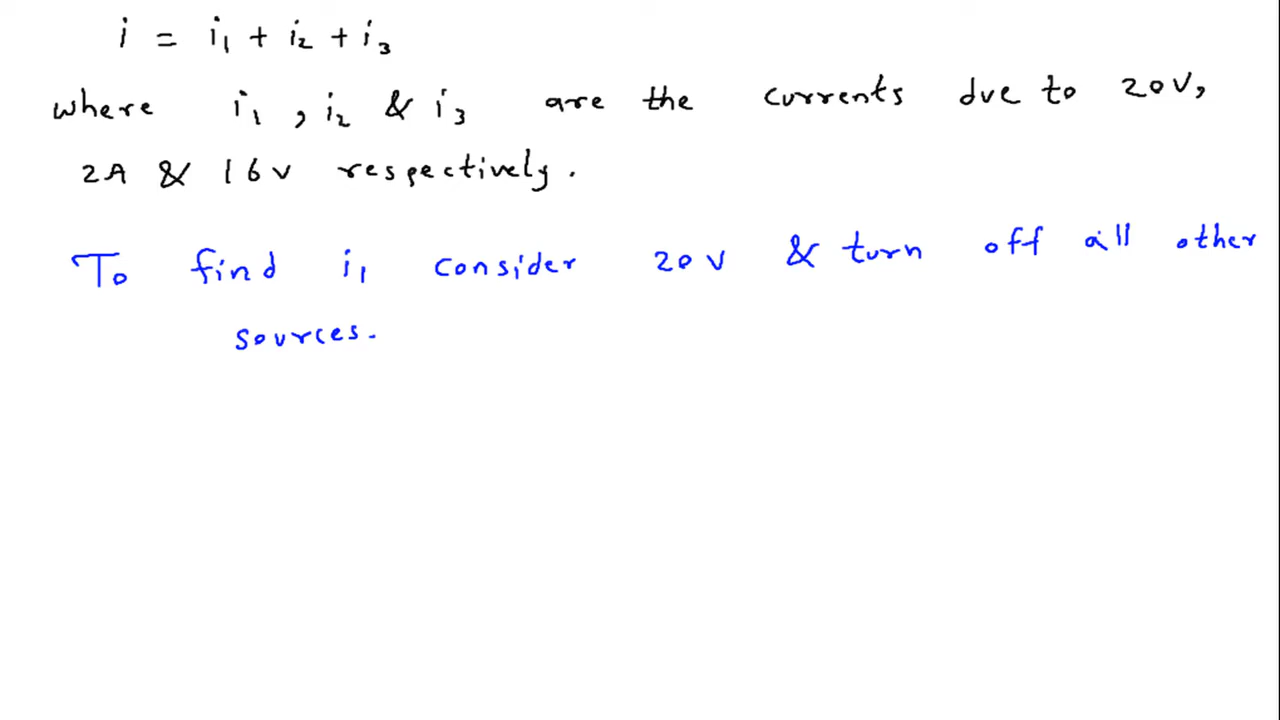 i = i₁ + i₂ + i₃
where i₁ , i₂ & i₃ are the currents due to 20V,
2A & 16V respectively.
To find i₁ consider 20V & turn off all other
sources.